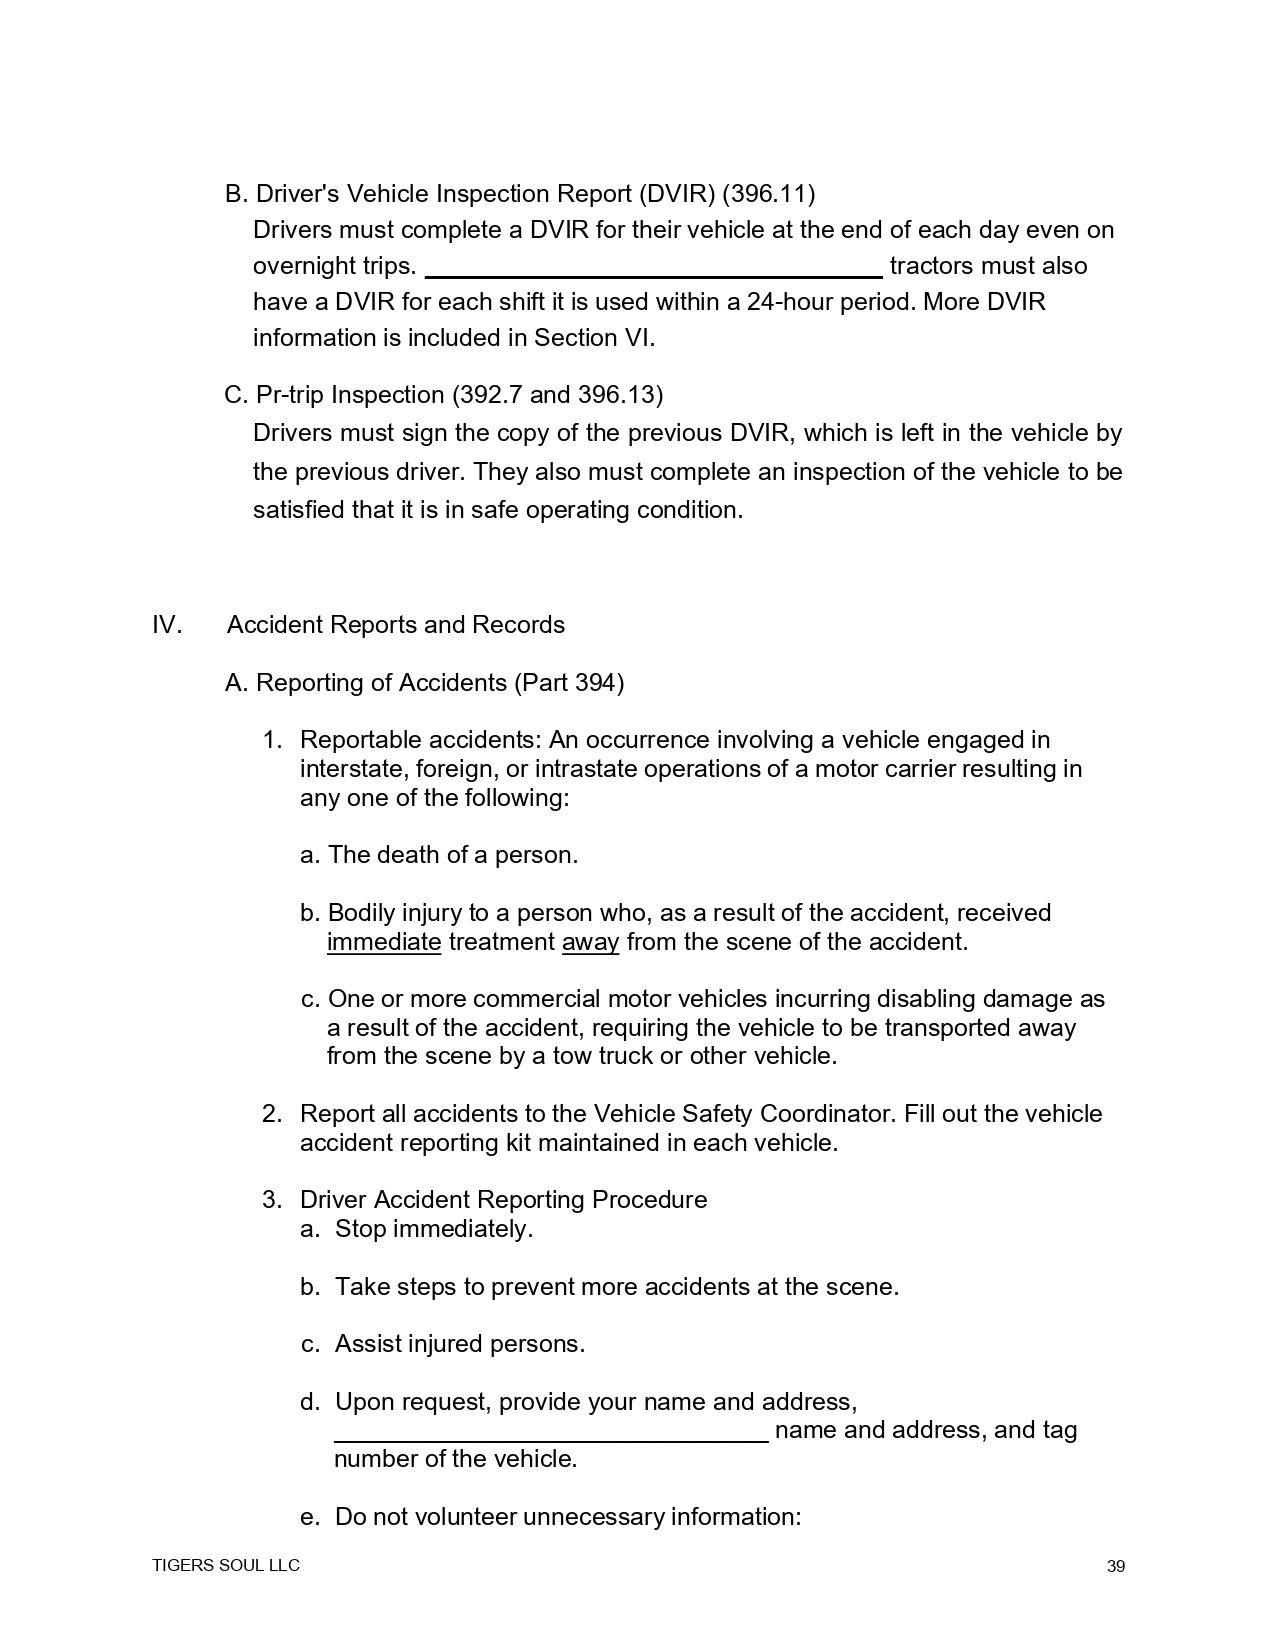 B. Driver's Vehicle Inspection Report (DVIR) (396.11)
Drivers must complete a DVIR for their vehicle at the end of each day even on
overnight trips. __________________________________ tractors must also
have a DVIR for each shift it is used within a 24-hour period. More DVIR
information is included in Section VI.
C. Pr-trip Inspection (392.7 and 396.13)
Drivers must sign the copy of the previous DVIR, which is left in the vehicle by
the previous driver. They also must complete an inspection of the vehicle to be
satisfied that it is in safe operating condition.
IV. Accident Reports and Records
A. Reporting of Accidents (Part 394)
1. Reportable accidents: An occurrence involving a vehicle engaged in
interstate, foreign, or intrastate operations of a motor carrier resulting in
any one of the following:
a. The death of a person.
b. Bodily injury to a person who, as a result of the accident, received
immediate treatment away from the scene of the accident.
c. One or more commercial motor vehicles incurring disabling damage as
a result of the accident, requiring the vehicle to be transported away
from the scene by a tow truck or other vehicle.
2. Report all accidents to the Vehicle Safety Coordinator. Fill out the vehicle
accident reporting kit maintained in each vehicle.
3. Driver Accident Reporting Procedure
a. Stop immediately.
b. Take steps to prevent more accidents at the scene.
c. Assist injured persons.
d. Upon request, provide your name and address,
________________________________ name and address, and tag
number of the vehicle.
e. Do not volunteer unnecessary information:
TIGERS SOUL LLC 39